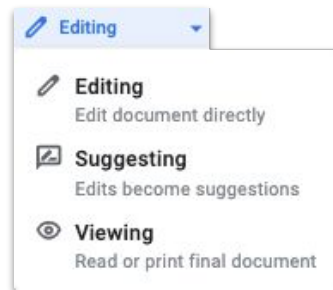 Editing
Editing
Edit document directly
Suggesting
Edits become suggestions
Viewing
Read or print final document